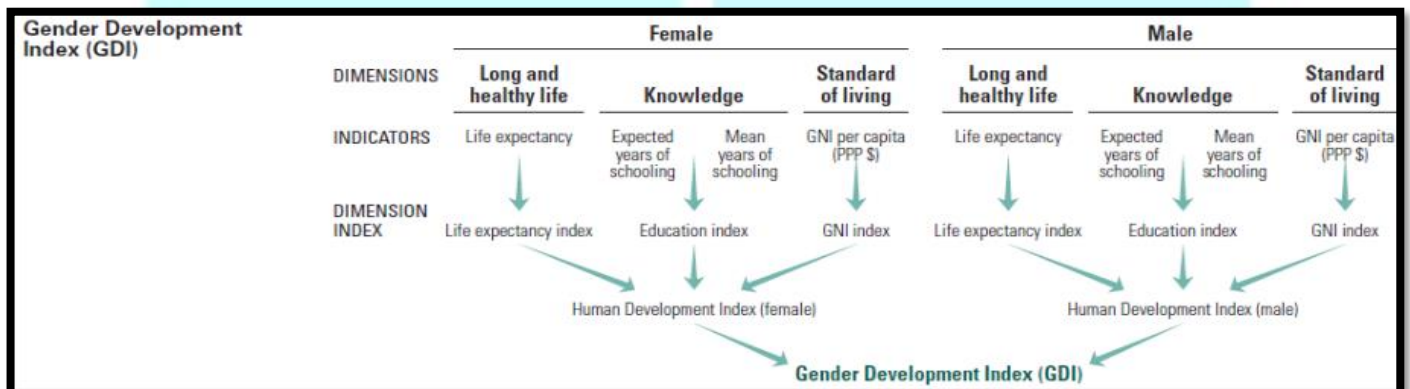 Gender Development
Index (GDI)
Female
Male
DIMENSIONS
Long and
healthy life
Knowledge
Standard
of living
Long and
healthy life
Knowledge
Standard
of living
INDICATORS
Life expectancy
Expected
years of
schooling
Mean
years of
schooling
GNI per capita
(PPP $)
Life expectancy
Expected
years of
schooling
Mean
years of
schooling
GNI per capita
(PPP $)
DIMENSION
INDEX
Life expectancy index
Education index
GNI index
Life expectancy index
Education index
GNI index
Human Development Index (female)
Human Development Index (male)
Gender Development Index (GDI)